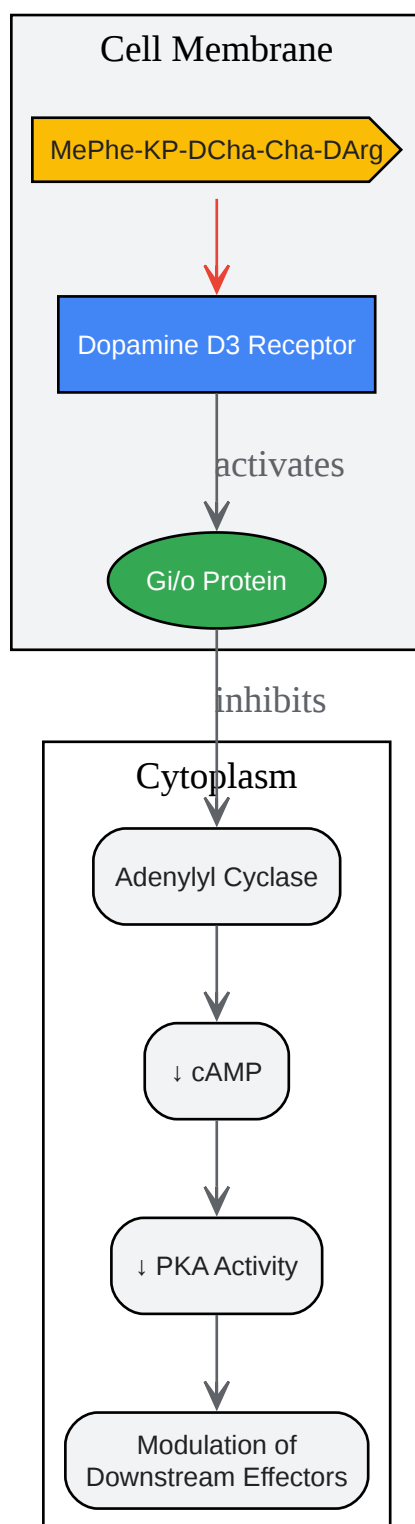 Cell Membrane
MePhe-KP-DCha-Cha-DArg
Dopamine D3 Receptor
activates
Gi/o Protein
inhibits
Cytoplasm
Adenylyl Cyclase
↓ cAMP
↓ PKA Activity
Modulation of
Downstream Effectors